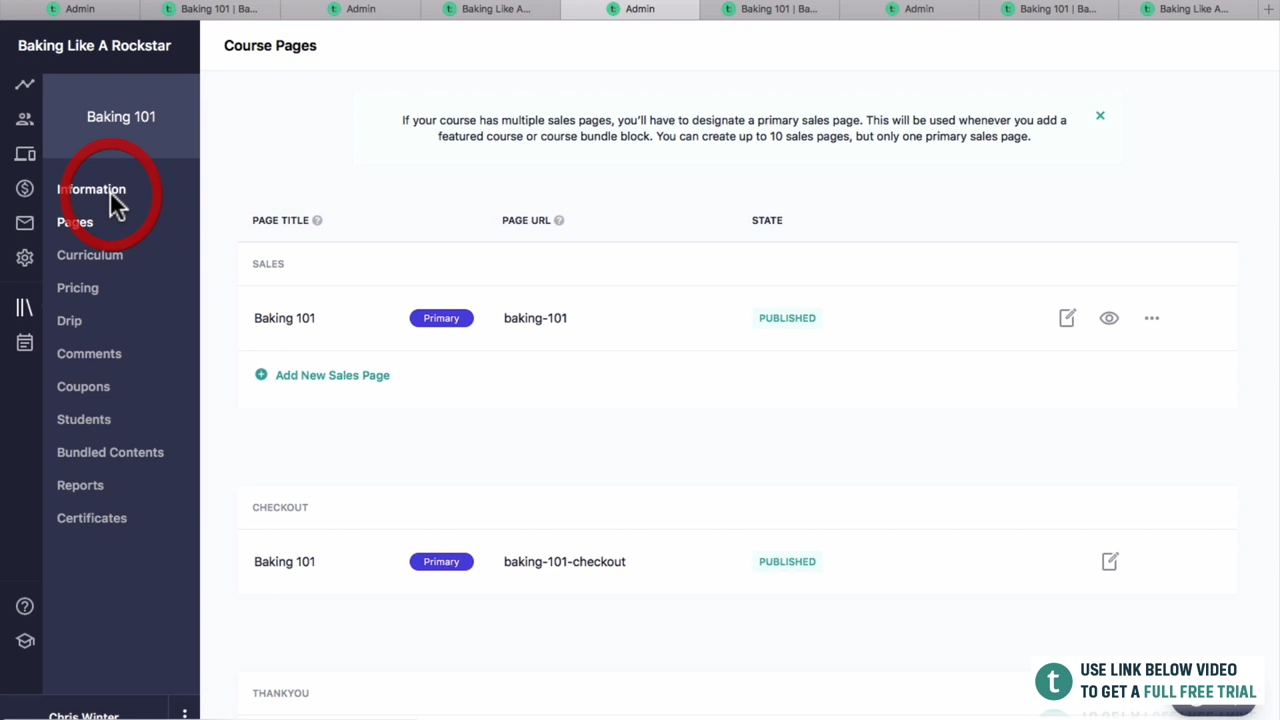 Admin
Baking 101 | Ba...
Admin
Baking Like A...
Admin
Baking 101 | Ba...
Admin
Baking 101 | Ba...
Baking Like A...
Baking Like A Rockstar
Course Pages
Baking 101
Information
Pages
Curriculum
Pricing
Drip
Comments
Coupons
Students
Bundled Contents
Reports
Certificates
Chris Winter
If your course has multiple sales pages, you'll have to designate a primary sales page. This will be used whenever you add a
featured course or course bundle block. You can create up to 10 sales pages, but only one primary sales page.
PAGE TITLE PAGE URL STATE
SALES
Baking 101 Primary baking-101 PUBLISHED
Add New Sales Page
CHECKOUT
Baking 101 Primary baking-101-checkout PUBLISHED
THANKYOU
USE LINK BELOW VIDEO
TO GET A FULL FREE TRIAL